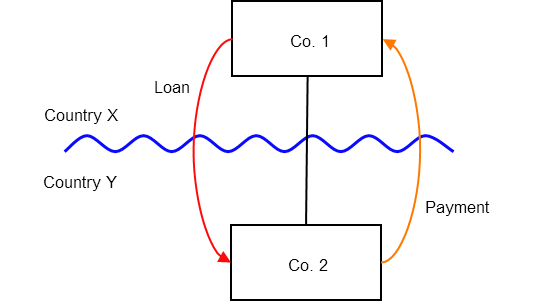 Co. 1
Loan
Country X
Country Y
Payment
Co. 2